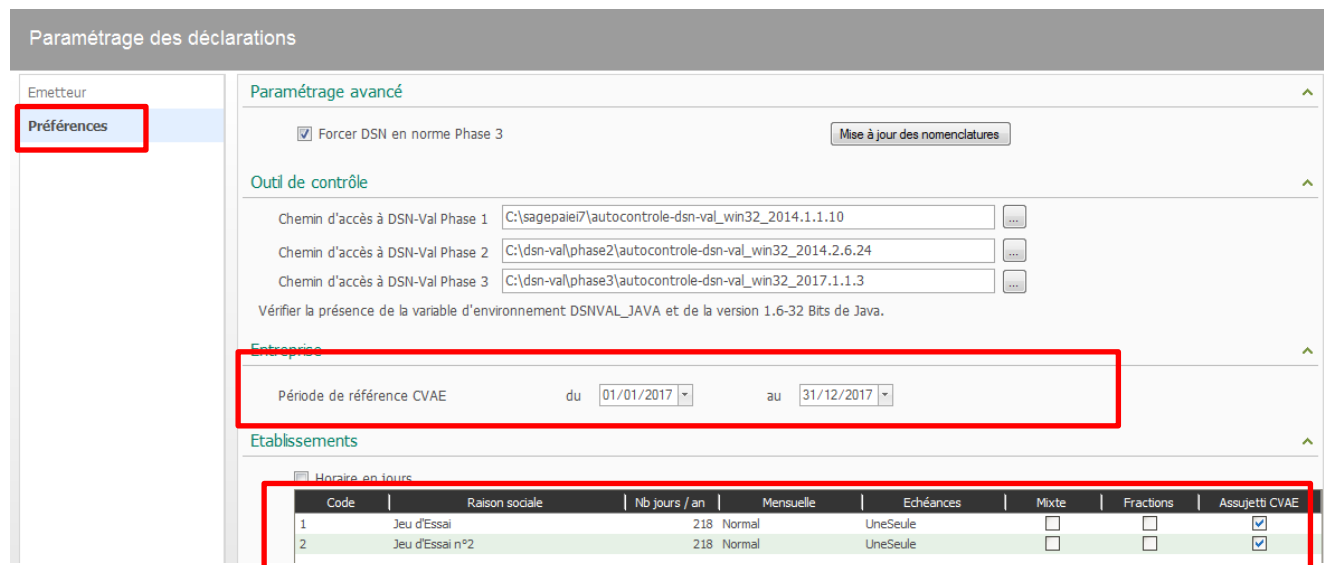 Paramétrage des déclarations
Emetteur
Préférences
Paramétrage avancé
Forcer DSN en norme Phase 3
Mise à jour des nomenclatures
Outil de contrôle
Chemin d'accès à DSN-Val Phase 1 C:\sagepaiei7\autocontrole-dsn-val_win32_2014.1.1.10 ...
Chemin d'accès à DSN-Val Phase 2 C:\dsn-val\phase2\autocontrole-dsn-val_win32_2014.2.6.24 ...
Chemin d'accès à DSN-Val Phase 3 C:\dsn-val\phase3\autocontrole-dsn-val_win32_2017.1.1.3 ...
Vérifier la présence de la variable d'environnement DSNVAL_JAVA et de la version 1.6-32 Bits de Java.
Entreprise
Période de référence CVAE du 01/01/2017 au 31/12/2017
Etablissements
Horaire en jours
Code Raison sociale Nb jours / an Mensuelle Echéances Mixte Fractions Assujetti CVAE
1 Jeu d'Essai 218 Normal UneSeule
2 Jeu d'Essai n°2 218 Normal UneSeule